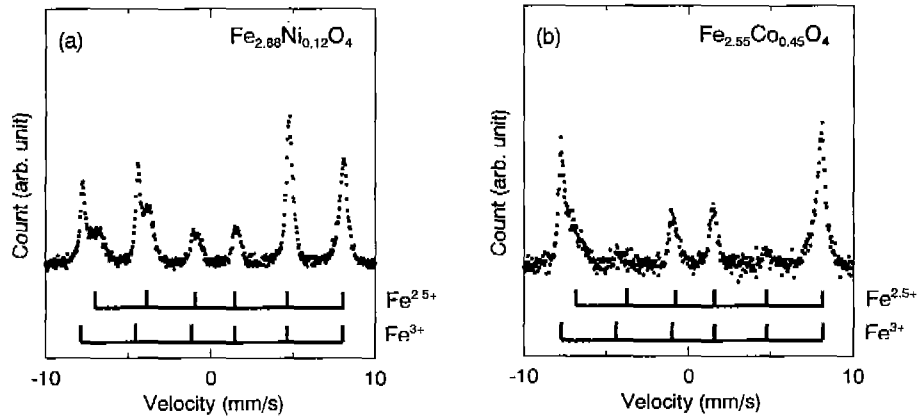 (a) Fe2.88Ni0.12O4
Count (arb. unit)
Fe2.5+
Fe3+
-10 0 10
Velocity (mm/s)
(b) Fe2.55Co0.45O4
Count (arb. unit)
Fe2.5+
Fe3+
-10 0 10
Velocity (mm/s)